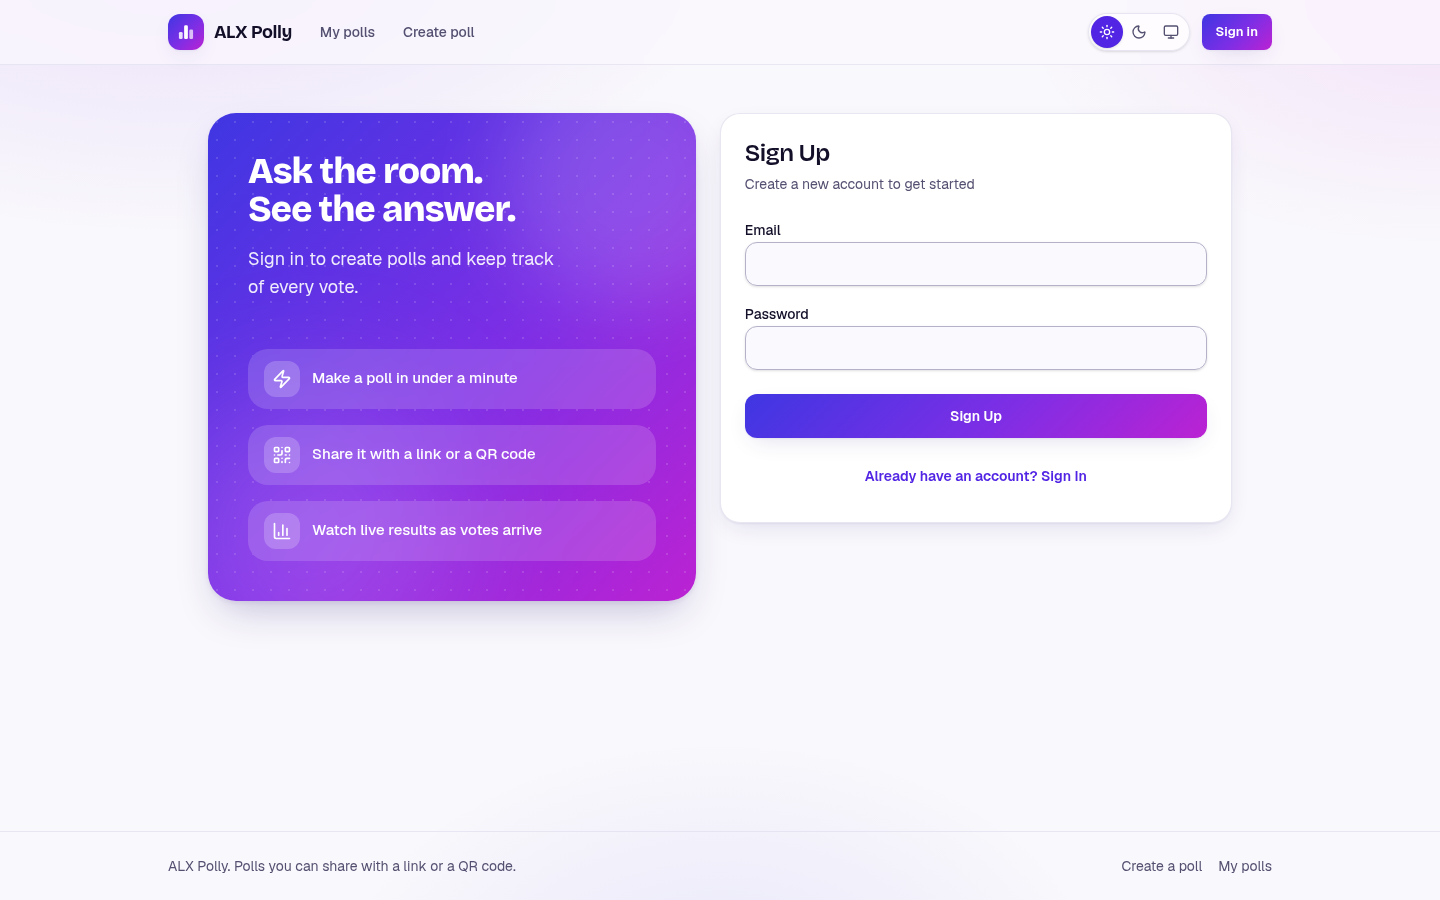 ALX Polly
My polls
Create poll
Sign in
Ask the room.
See the answer.
Sign in to create polls and keep track
of every vote.
Make a poll in under a minute
Share it with a link or a QR code
Watch live results as votes arrive
Sign Up
Create a new account to get started
Email
Password
Sign Up
Already have an account? Sign In
ALX Polly. Polls you can share with a link or a QR code.
Create a poll
My polls